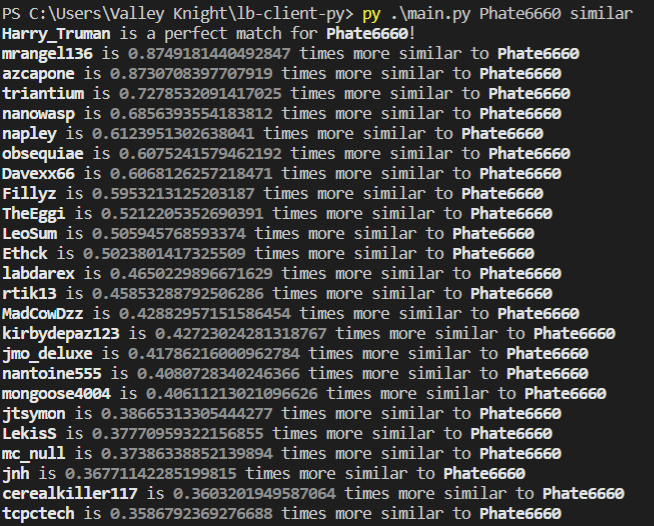 PS C:\Users\Valley Knight\lb-client-py> py .\main.py Phate6660 similar
Harry_Truman is a perfect match for Phate6660!
mrangel136 is 0.8749181440492847 times more similar to Phate6660
azcapone is 0.8730708397707919 times more similar to Phate6660
triantium is 0.7278532091417025 times more similar to Phate6660
nanowasp is 0.6856393554183812 times more similar to Phate6660
napley is 0.6123951302638041 times more similar to Phate6660
obsequiae is 0.6075241579462192 times more similar to Phate6660
Davexx66 is 0.6068126257218471 times more similar to Phate6660
Fillyz is 0.5953213125203187 times more similar to Phate6660
TheEggi is 0.5212205352690391 times more similar to Phate6660
LeoSum is 0.505945768593374 times more similar to Phate6660
Ethck is 0.5023801417325509 times more similar to Phate6660
labdarex is 0.4650229896671629 times more similar to Phate6660
rtik13 is 0.45853288792506286 times more similar to Phate6660
MadCowDzz is 0.42882957151586454 times more similar to Phate6660
kirbydepaz123 is 0.42723024281318767 times more similar to Phate6660
jmo_deluxe is 0.41786216000962784 times more similar to Phate6660
nantoine555 is 0.4080728340246366 times more similar to Phate6660
mongoose4004 is 0.40611213021096626 times more similar to Phate6660
jtsymon is 0.38665313305444277 times more similar to Phate6660
LekisS is 0.37770959322156855 times more similar to Phate6660
mc_null is 0.37386338852139894 times more similar to Phate6660
jnh is 0.36771142285199815 times more similar to Phate6660
cerealkiller117 is 0.3603201949587064 times more similar to Phate6660
tcpctech is 0.3586792369276688 times more similar to Phate6660